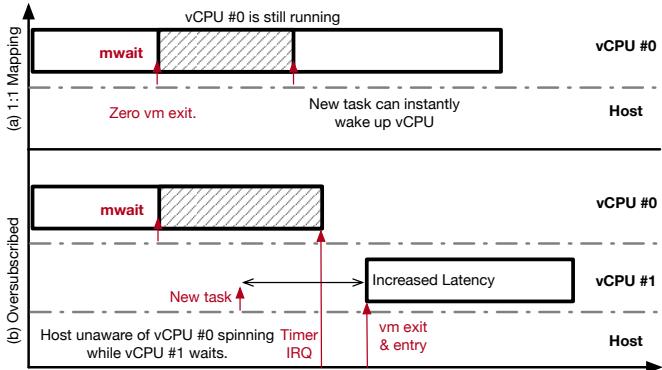 (a) 1:1 Mapping
vCPU #0 is still running
mwait
vCPU #0
Zero vm exit.
New task can instantly
wake up vCPU
Host
(b) Oversubscribed
mwait
vCPU #0
New task
Increased Latency
vCPU #1
Host unaware of vCPU #0 spinning
while vCPU #1 waits.
Timer
IRQ
vm exit
& entry
Host